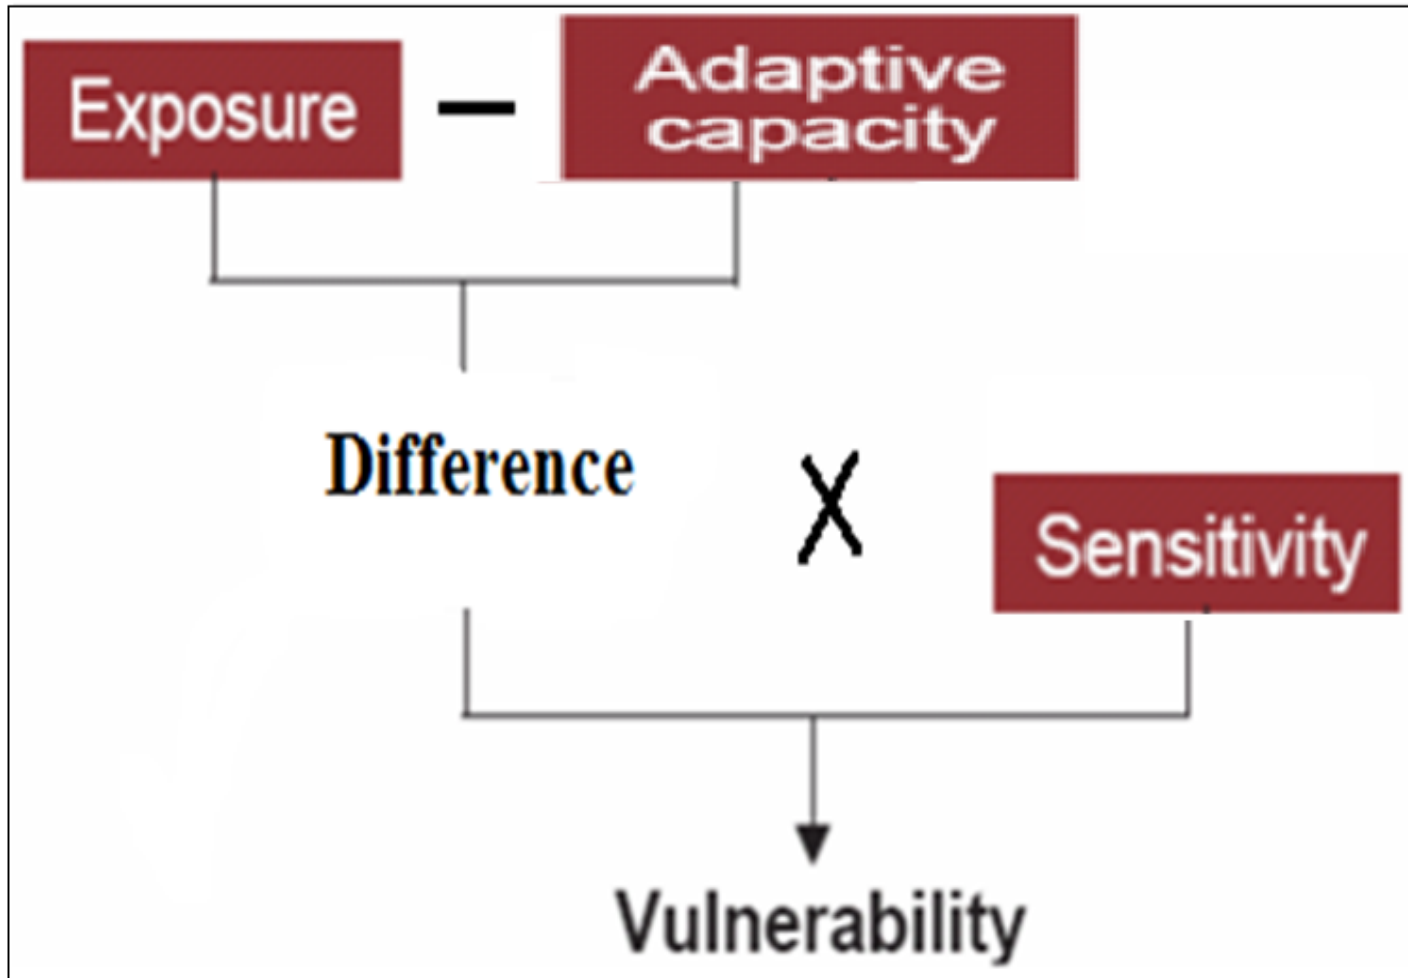 Exposure
Adaptive
capacity
Difference
X
Sensitivity
Vulnerability